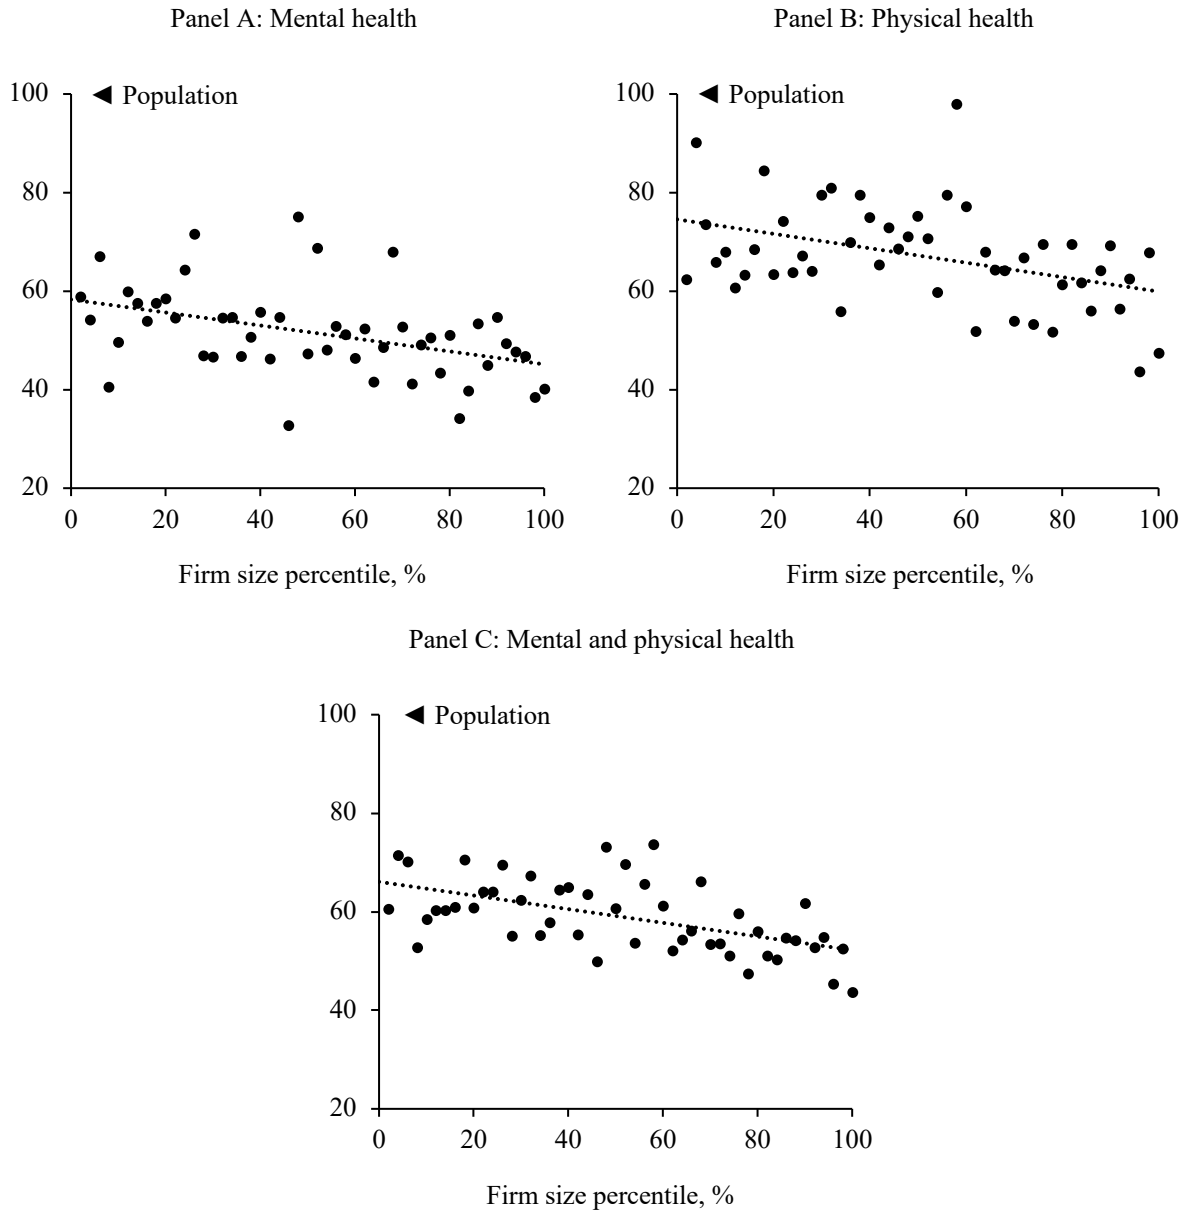 Panel A: Mental health
Panel B: Physical health
100
Population
80
60
40
20
0 20 40 60 80 100
Firm size percentile, %
100
Population
80
60
40
20
0 20 40 60 80 100
Firm size percentile, %
Panel C: Mental and physical health
100
Population
80
60
40
20
0 20 40 60 80 100
Firm size percentile, %